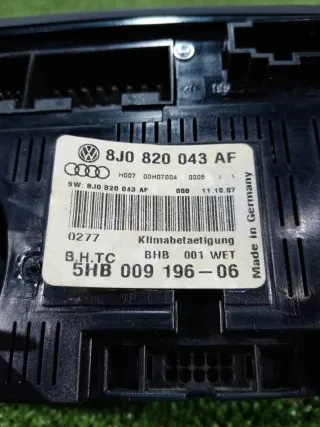 8J0 820 043 AF
H007 00H07004 0005
SW: 8J0 820 043 AF 008 11.10.07
0277 Klimabetaetigung
B.H.TC BHB 001 WET
5HB 009 196-06
Made in Germany